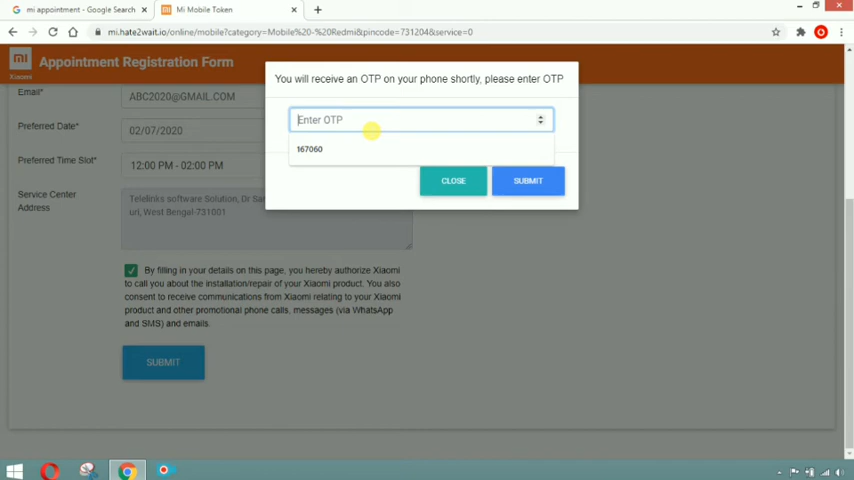 mi appointment - Google Search
Mi Mobile Token
mi.hate2wait.io/online/mobile?category=Mobile%20-%20Redmi&pincode=731204&service=0
mi
Xiaomi
Appointment Registration Form
You will receive an OTP on your phone shortly, please enter OTP
Enter OTP
167060
CLOSE
SUBMIT
Email*
ABC2020@GMAIL.COM
Preferred Date*
02/07/2020
Preferred Time Slot*
12:00 PM - 02:00 PM
Service Center
Address
Telelinks software Solution, Dr Sar
uri, West Bengal-731001
By filling in your details on this page, you hereby authorize Xiaomi
to call you about the installation/repair of your Xiaomi product. You also
consent to receive communications from Xiaomi relating to your Xiaomi
product and other promotional phone calls, messages (via WhatsApp
and SMS) and emails.
SUBMIT